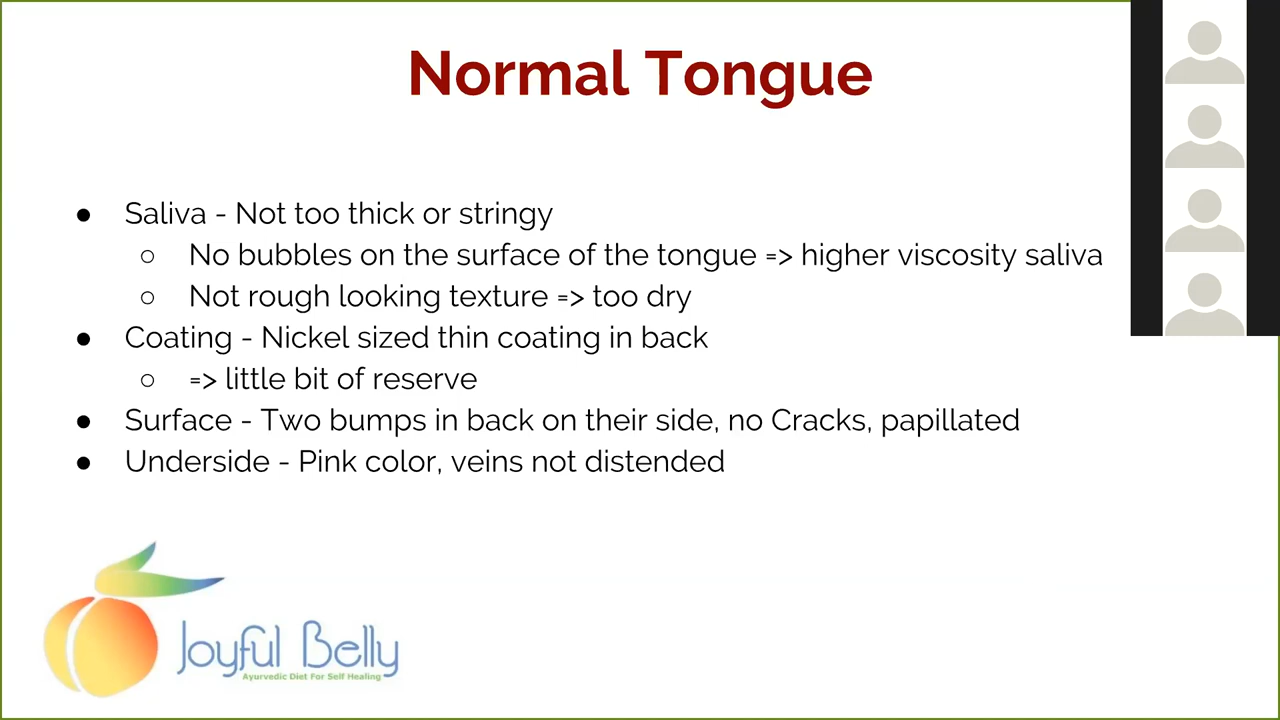 Normal Tongue
● Saliva - Not too thick or stringy
○ No bubbles on the surface of the tongue => higher viscosity saliva
○ Not rough looking texture => too dry
● Coating - Nickel sized thin coating in back
○ => little bit of reserve
● Surface - Two bumps in back on their side, no Cracks, papillated
● Underside - Pink color, veins not distended
Joyful Belly
Ayurvedic Diet For Self Healing